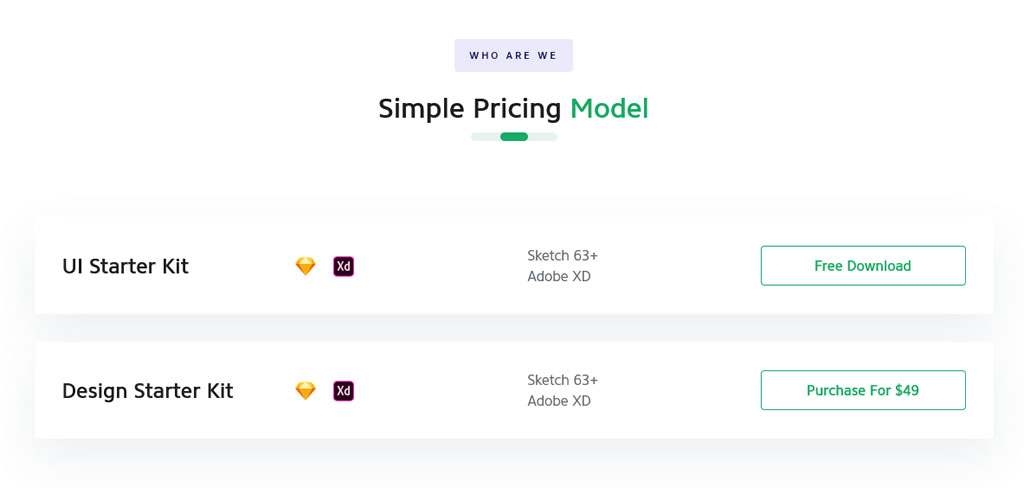 WHO ARE WE
Simple Pricing Model
UI Starter Kit
Xd
Sketch 63+
Adobe XD
Free Download
Design Starter Kit
Xd
Sketch 63+
Adobe XD
Purchase For $49